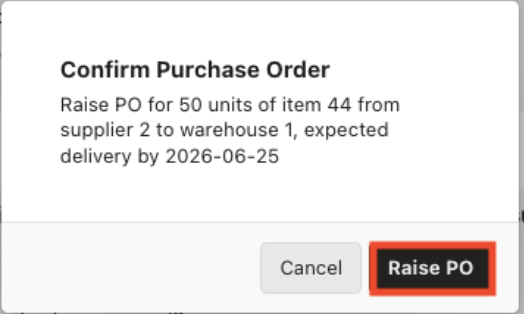 Confirm Purchase Order
Raise PO for 50 units of item 44 from
supplier 2 to warehouse 1, expected
delivery by 2026-06-25
Cancel
Raise PO